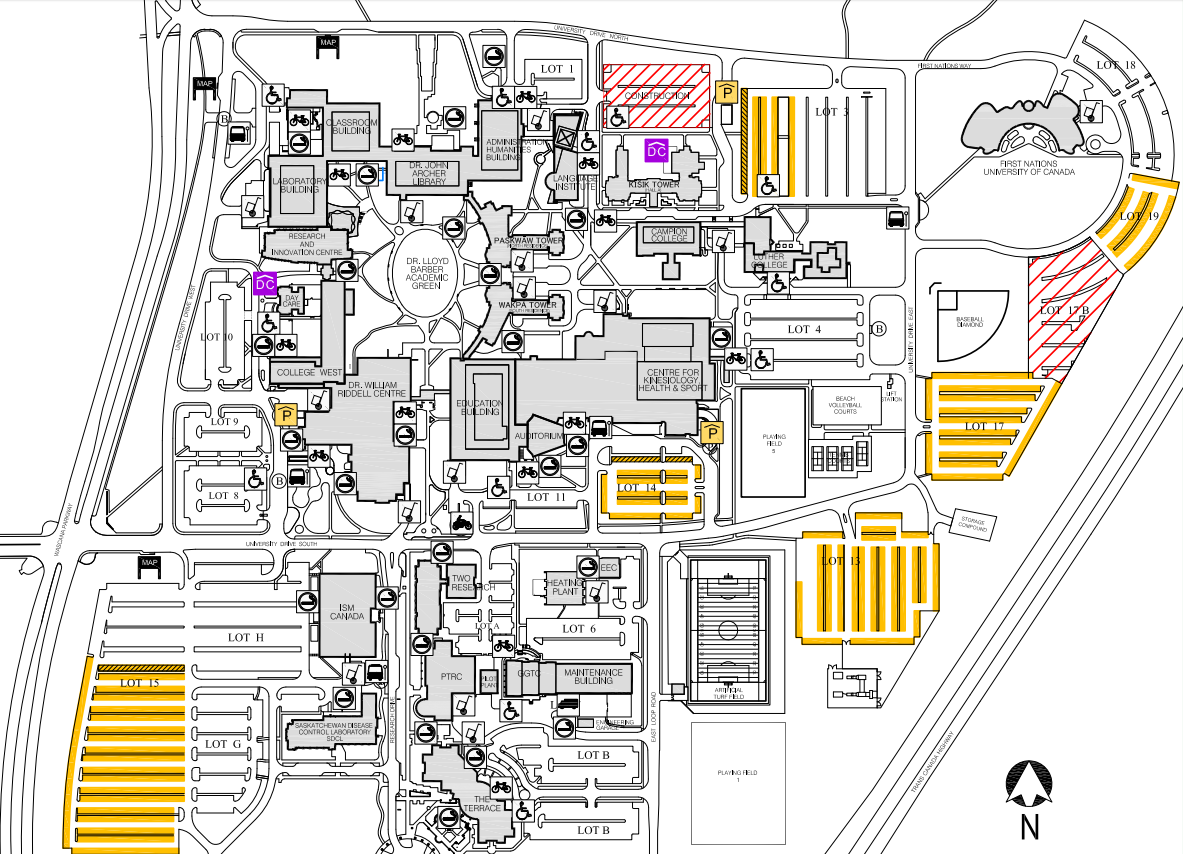 UNIVERSITY DRIVE NORTH
MAP
MAP
FIRST NATIONS WAY
LOT 18
LOT 1
CONSTRUCTION
P
LOT 3
B
CLASSROOM
BUILDING
ADMINISTRATION
HUMANITIES
BUILDING
DC
DR. JOHN
ARCHER
LIBRARY
LABORATORY
BUILDING
LANGUAGE
INSTITUTE
KISIK TOWER
FIRST NATIONS
UNIVERSITY OF CANADA
LOT 19
RESEARCH
AND
INNOVATION CENTRE
PASKWĀW TOWER
CAMPION
COLLEGE
LUTHER
COLLEGE
DR. LLOYD
BARBER
ACADEMIC
GREEN
DC
DAY
CARE
WAKPA TOWER
UNIVERSITY DRIVE WEST
LOT 10
LOT 4
B
UNIVERSITY DRIVE EAST
BASEBALL
DIAMOND
LOT 17 B
COLLEGE WEST
DR. WILLIAM
RIDDELL CENTRE
CENTRE FOR
KINESIOLOGY,
HEALTH & SPORT
EDUCATION
BUILDING
AUDITORIUM
BEACH
VOLLEYBALL
COURTS
LIFT
STATION
P
P
LOT 9
PLAYING
FIELD
5
LOT 17
LOT 8
B
LOT 11
LOT 14
STORAGE
COMPOUND
WASCANA PARKWAY
UNIVERSITY DRIVE SOUTH
MAP
TWO
RESEARCH
HEATING
PLANT
EEC
LOT 13
ISM
CANADA
LOT H
LOT A
LOT 6
LOT 15
PTRC
PILOT
PLANT
GGTC
MAINTENANCE
BUILDING
ARTIFICIAL
TURF FIELD
SASKATCHEWAN DISEASE
CONTROL LABORATORY
SDCL
RESEARCH DRIVE
ENGINEERING
GARAGE
EAST LOOP ROAD
LOT G
LOT B
PLAYING FIELD
1
TRANS CANADA HIGHWAY
THE
TERRACE
LOT B
N